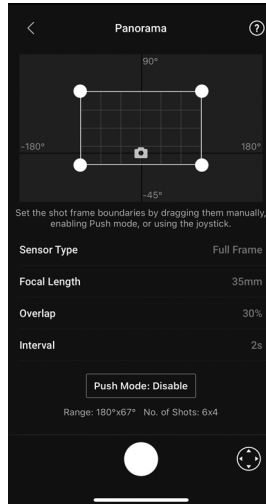 Panorama
?
90°
-180°
180°
-45°
Set the shot frame boundaries by dragging them manually,
enabling Push mode, or using the joystick.
Sensor Type Full Frame
Focal Length 35mm
Overlap 30%
Interval 2s
Push Mode: Disable
Range: 180°x67° No. of Shots: 6x4